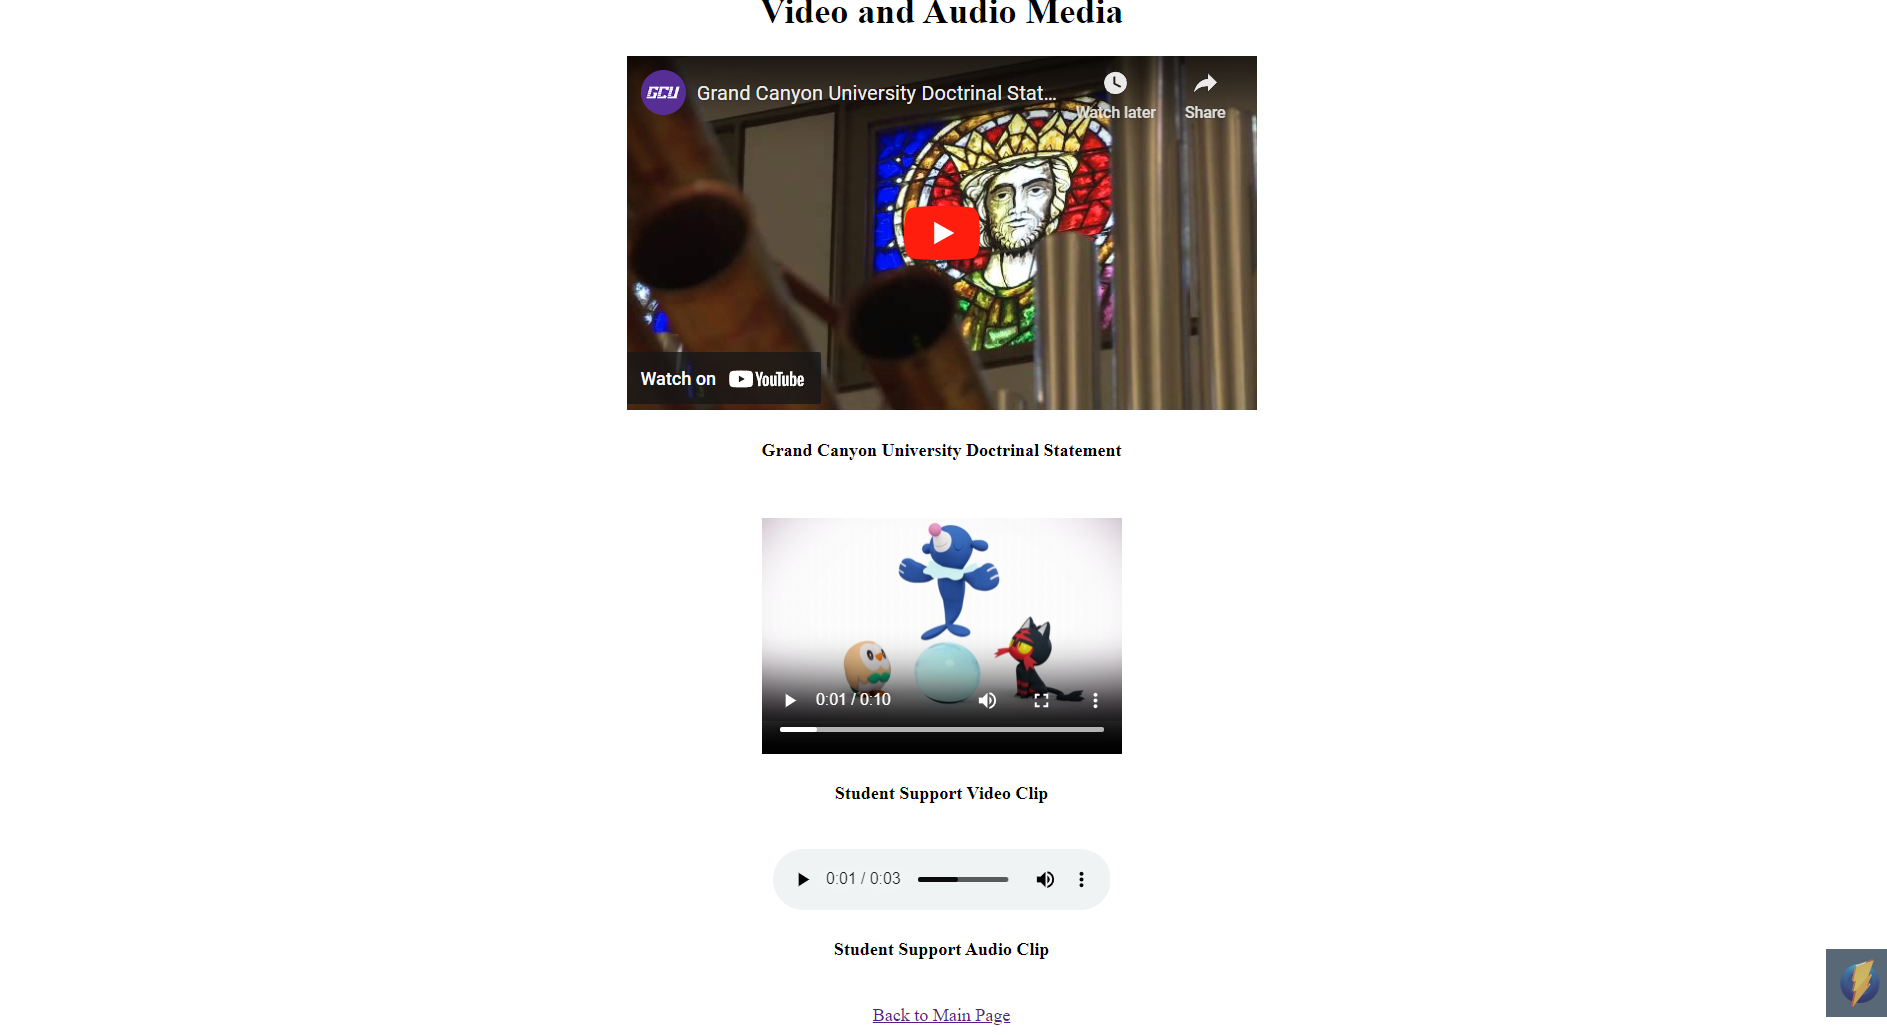 Video and Audio Media
GCU
Grand Canyon University Doctrinal Stat...
Watch later
Share
Watch on YouTube
Grand Canyon University Doctrinal Statement
0:01 / 0:10
Student Support Video Clip
0:01 / 0:03
Student Support Audio Clip
Back to Main Page